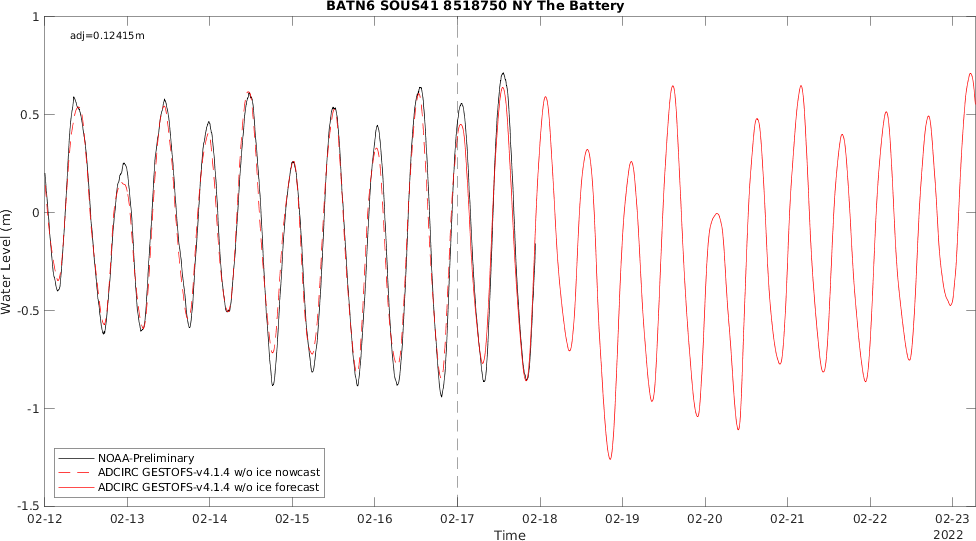 BATN6 SOUS41 8518750 NY The Battery
adj=0.12415m
1
0.5
0
-0.5
-1
-1.5
Water Level (m)
NOAA-Preliminary
ADCIRC GESTOFS-v4.1.4 w/o ice nowcast
ADCIRC GESTOFS-v4.1.4 w/o ice forecast
02-12 02-13 02-14 02-15 02-16 02-17 02-18 02-19 02-20 02-21 02-22 02-23
Time
2022